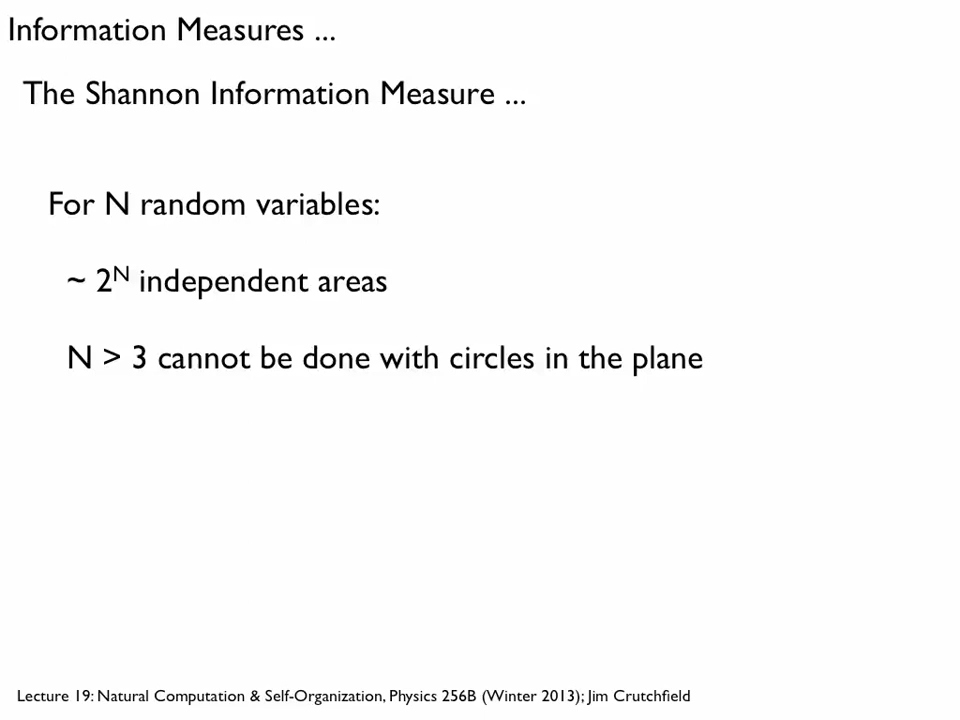 Information Measures ...
The Shannon Information Measure ...
For N random variables:
~ 2ᴺ independent areas
N > 3 cannot be done with circles in the plane
Lecture 19: Natural Computation & Self-Organization, Physics 256B (Winter 2013); Jim Crutchfield